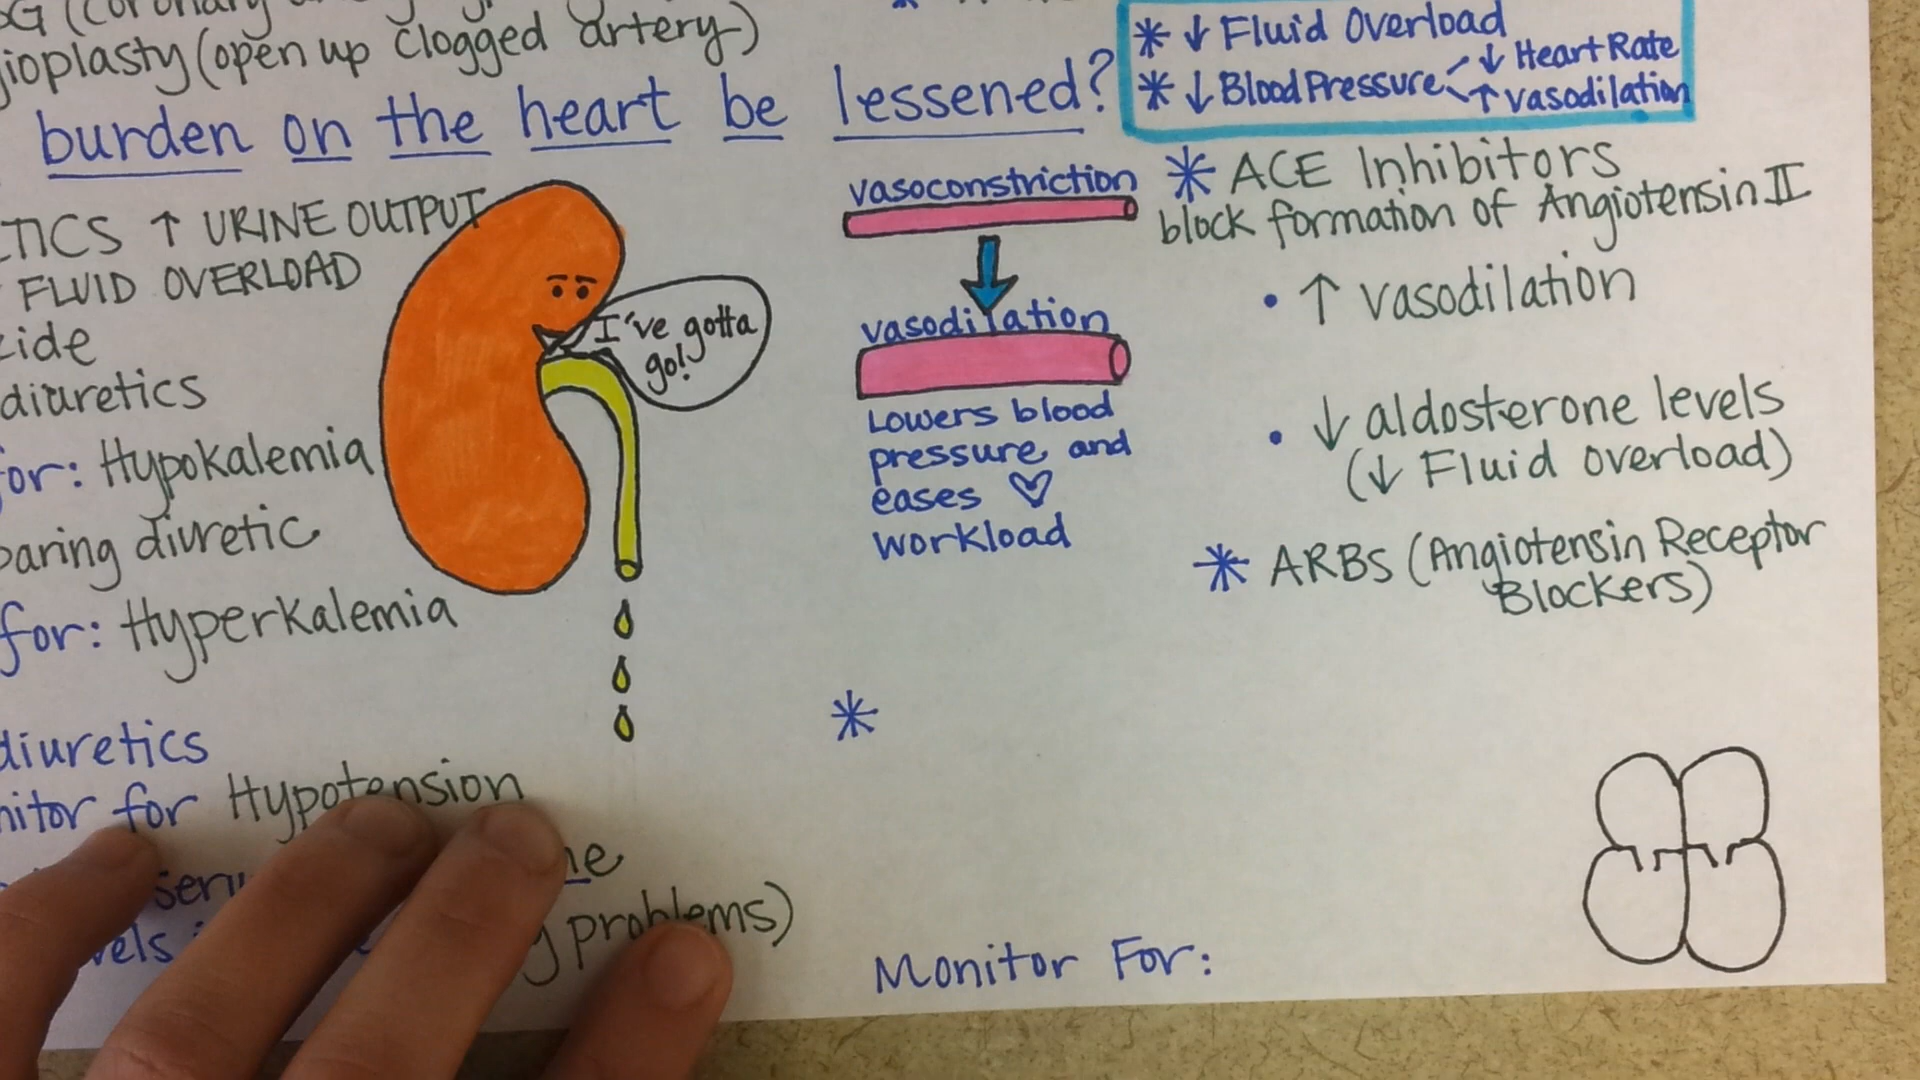 ioplasty (open up clogged artery)
burden on the heart be lessened?
* ↓ Fluid Overload
* ↓ Blood Pressure
↓ Heart Rate
↑ vasodilation
TICS ↑ URINE OUTPUT
FLUID OVERLOAD
ide
diuretics
for: Hypokalemia
paring diuretic
for: Hyperkalemia
diuretics
nitor for Hypotension
problems)
I've gotta
go!
vasoconstriction
vasodilation
Lowers blood
pressure and
eases ♡
workload
*
* ACE Inhibitors
block formation of Angiotensin II
• ↑ vasodilation
• ↓ aldosterone levels
(↓ Fluid overload)
* ARBs (Angiotensin Receptor
Blockers)
Monitor For: